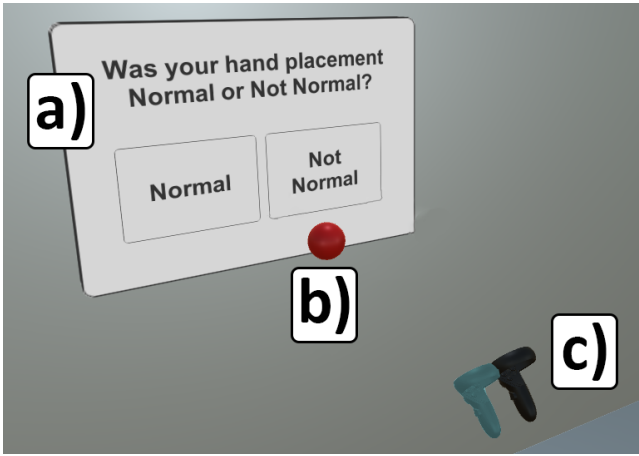 Was your hand placement
Normal or Not Normal?
a)
Normal
Not
Normal
b)
c)